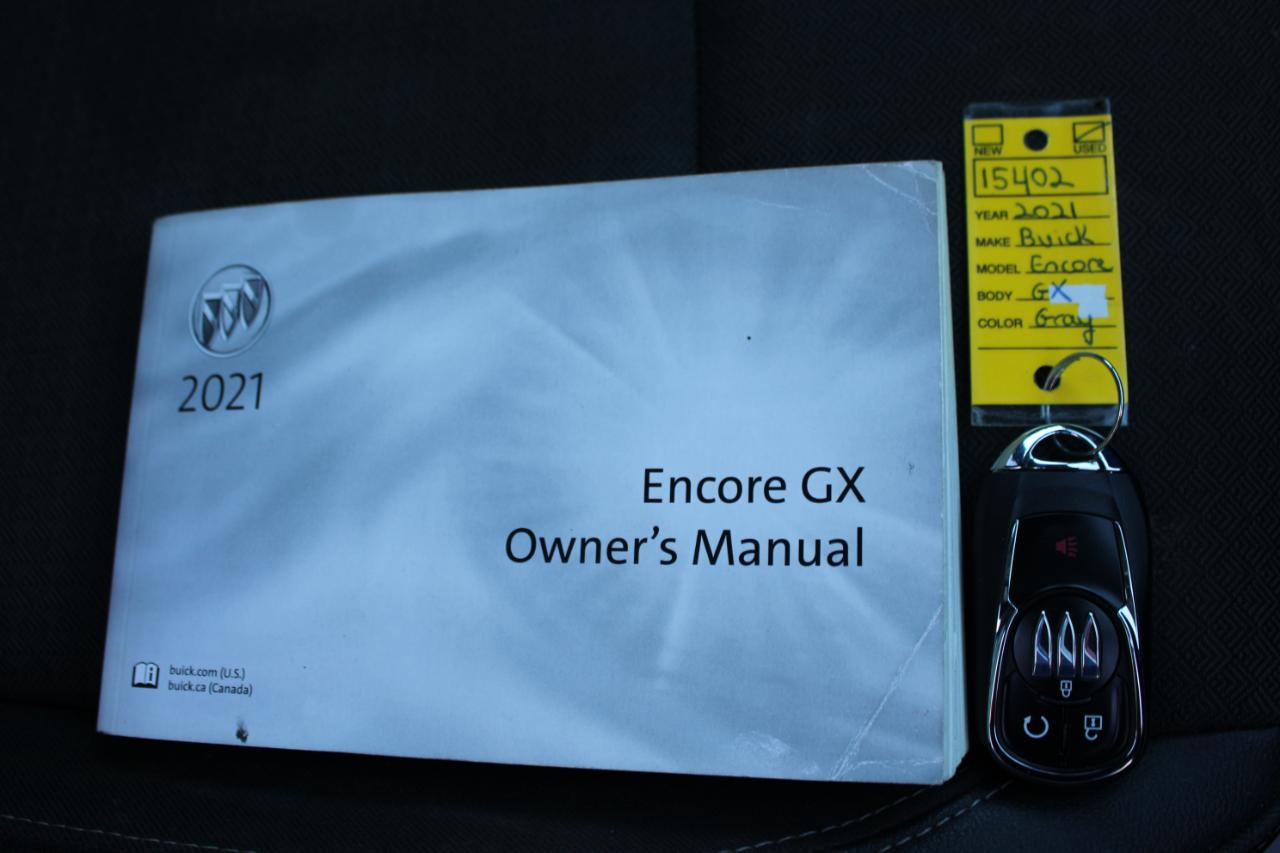 2021
Encore GX
Owner's Manual
buick.com (U.S.)
buick.ca (Canada)
NEW USED
15402
YEAR 2021
MAKE Buick
MODEL Encore
BODY GX
COLOR Gray